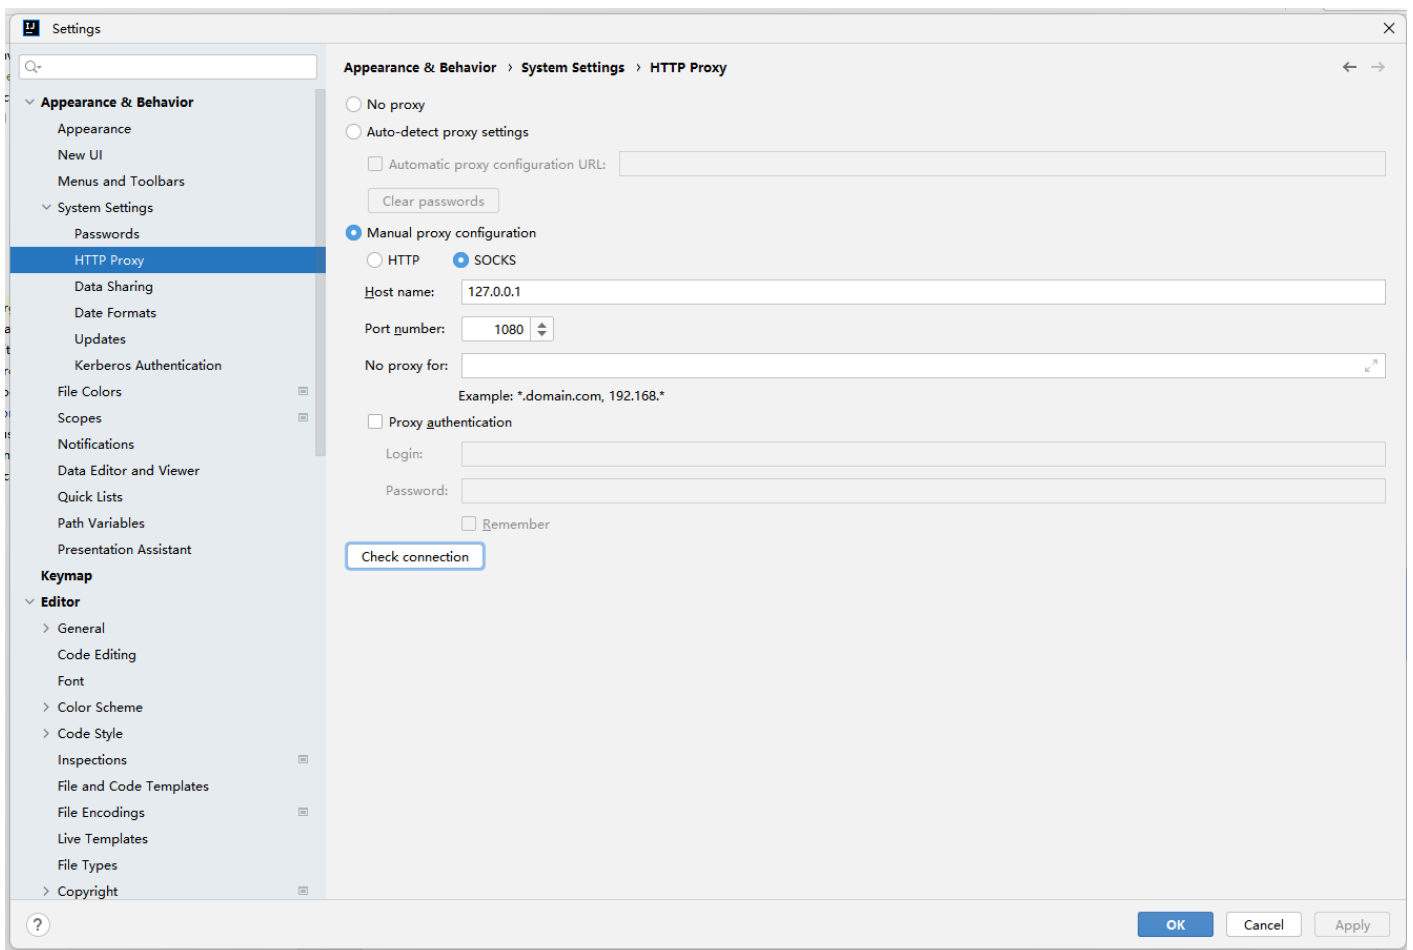 Settings
Appearance & Behavior
Appearance
New UI
Menus and Toolbars
System Settings
Passwords
HTTP Proxy
Data Sharing
Date Formats
Updates
Kerberos Authentication
File Colors
Scopes
Notifications
Data Editor and Viewer
Quick Lists
Path Variables
Presentation Assistant
Keymap
Editor
General
Code Editing
Font
Color Scheme
Code Style
Inspections
File and Code Templates
File Encodings
Live Templates
File Types
Copyright
Appearance & Behavior › System Settings › HTTP Proxy
No proxy
Auto-detect proxy settings
Automatic proxy configuration URL:
Clear passwords
Manual proxy configuration
HTTP SOCKS
Host name: 127.0.0.1
Port number: 1080
No proxy for:
Example: *.domain.com, 192.168.*
Proxy authentication
Login:
Password:
Remember
Check connection
? OK Cancel Apply